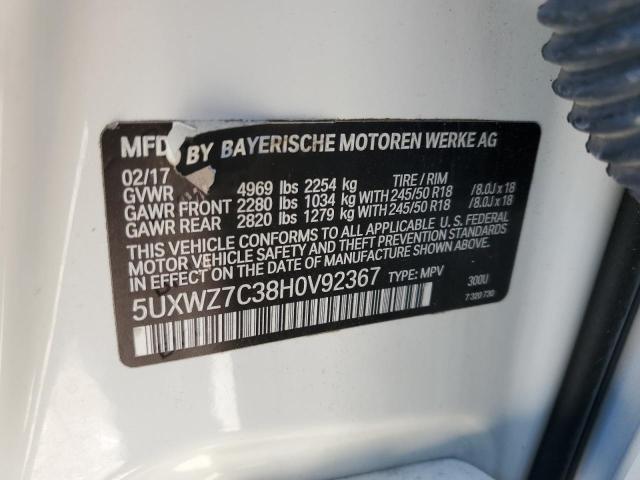 MFD BY BAYERISCHE MOTOREN WERKE AG
02/17
GVWR 4969 lbs 2254 kg TIRE / RIM
GAWR FRONT 2280 lbs 1034 kg WITH 245/50 R18 /8.0J x 18
GAWR REAR 2820 lbs 1279 kg WITH 245/50 R18 /8.0J x 18
THIS VEHICLE CONFORMS TO ALL APPLICABLE U. S. FEDERAL
MOTOR VEHICLE SAFETY AND THEFT PREVENTION STANDARDS
IN EFFECT ON THE DATE OF MANUFACTURE SHOWN ABOVE.
5UXWZ7C38H0V92367 TYPE: MPV 300U
7 320 730